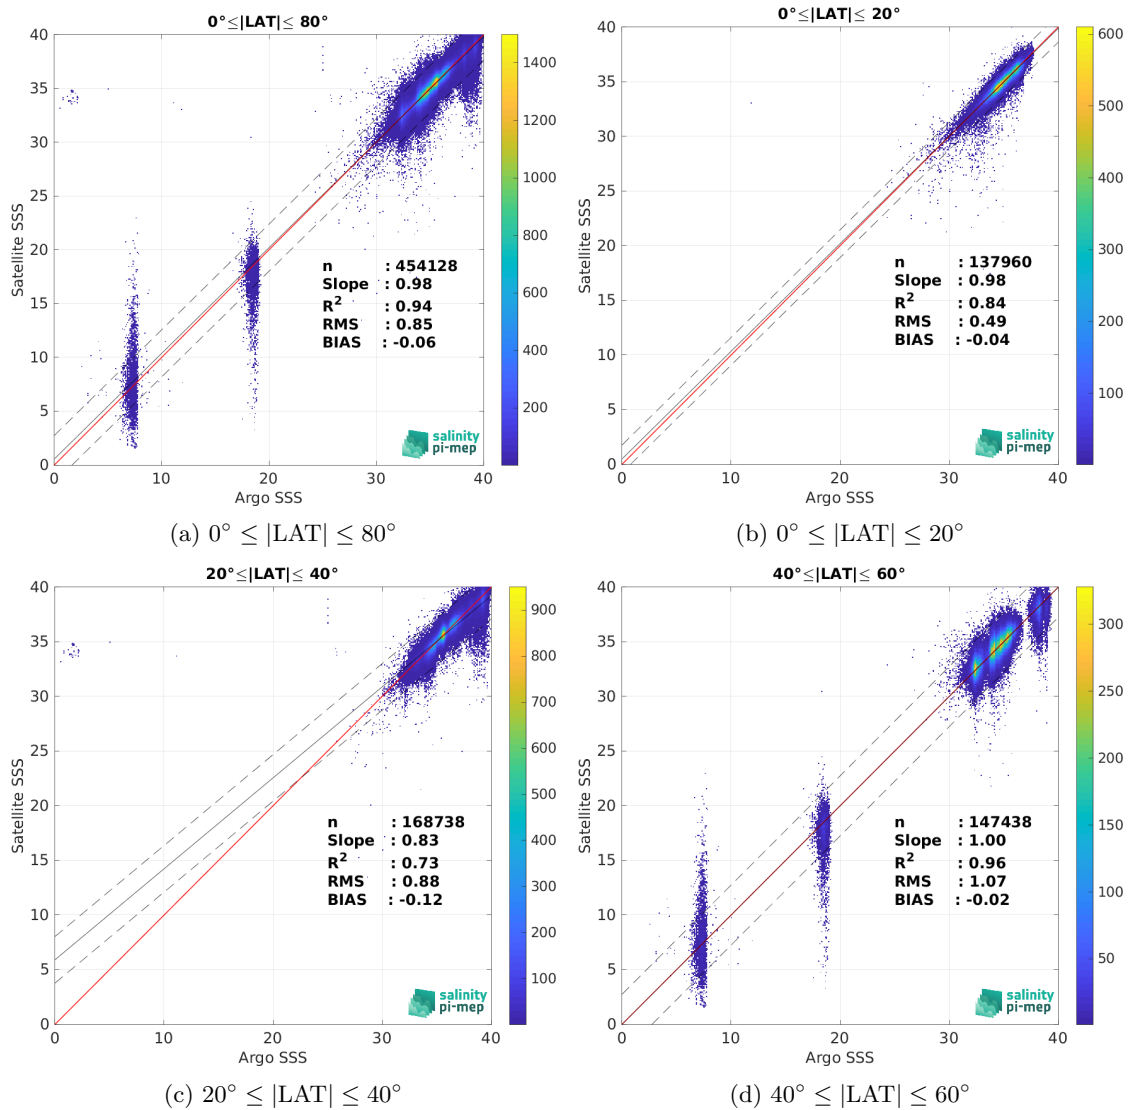 0°≤|LAT|≤ 80°
Satellite SSS
40
35
30
25
20
15
10
5
0
0 10 20 30 40
Argo SSS
1400
1200
1000
800
600
400
200
n : 454128
Slope : 0.98
R² : 0.94
RMS : 0.85
BIAS : -0.06
salinity
pi-mep
(a) 0° ≤ |LAT| ≤ 80°
0°≤|LAT|≤ 20°
Satellite SSS
40
35
30
25
20
15
10
5
0
0 10 20 30 40
Argo SSS
600
500
400
300
200
100
n : 137960
Slope : 0.98
R² : 0.84
RMS : 0.49
BIAS : -0.04
salinity
pi-mep
(b) 0° ≤ |LAT| ≤ 20°
20°≤|LAT|≤ 40°
Satellite SSS
40
35
30
25
20
15
10
5
0
0 10 20 30 40
Argo SSS
900
800
700
600
500
400
300
200
100
n : 168738
Slope : 0.83
R² : 0.73
RMS : 0.88
BIAS : -0.12
salinity
pi-mep
(c) 20° ≤ |LAT| ≤ 40°
40°≤|LAT|≤ 60°
Satellite SSS
40
35
30
25
20
15
10
5
0
0 10 20 30 40
Argo SSS
300
250
200
150
100
50
n : 147438
Slope : 1.00
R² : 0.96
RMS : 1.07
BIAS : -0.02
salinity
pi-mep
(d) 40° ≤ |LAT| ≤ 60°